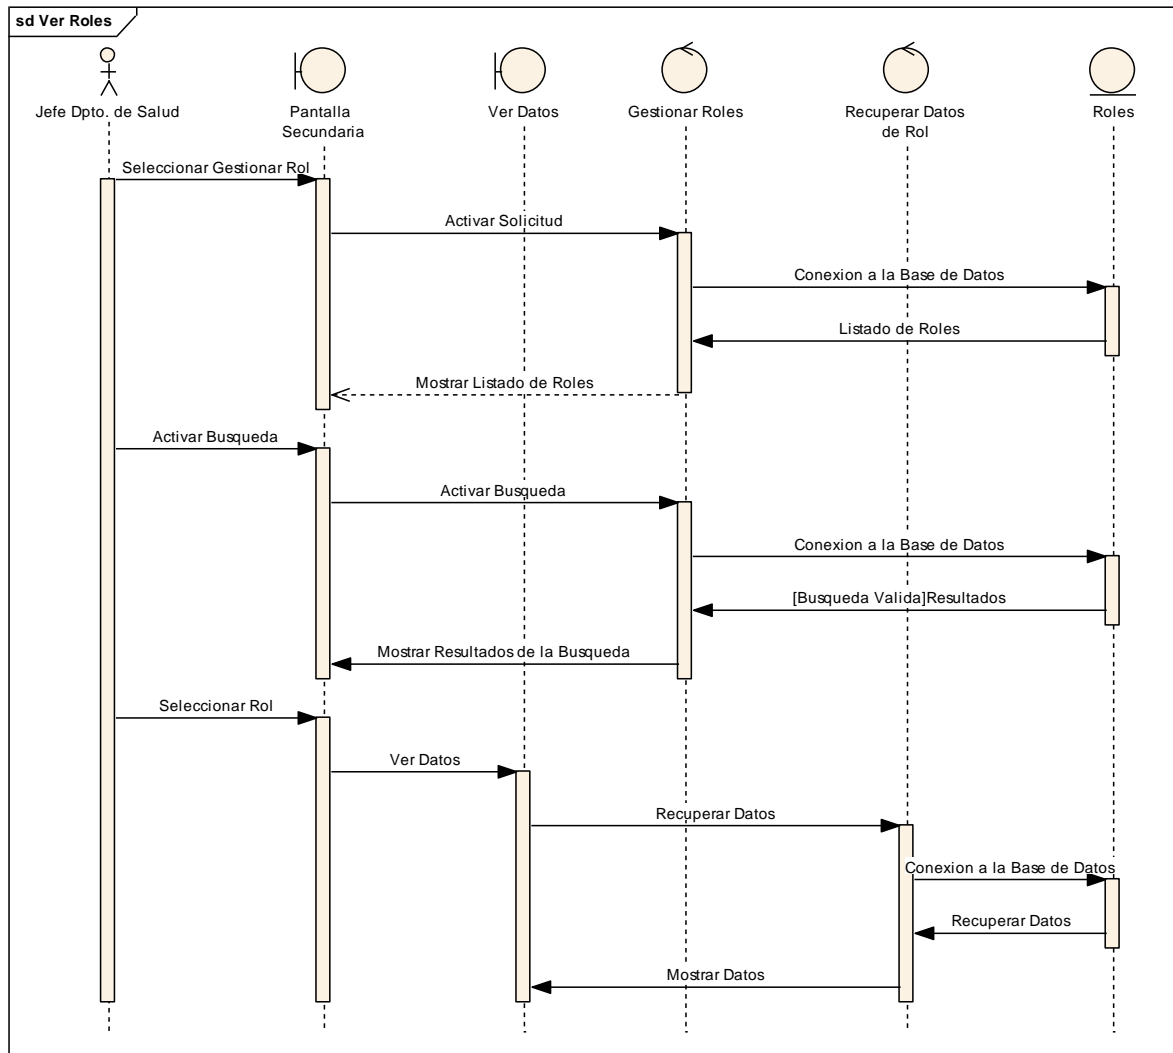 sd Ver Roles
Jefe Dpto. de Salud
Pantalla
Secundaria
Ver Datos
Gestionar Roles
Recuperar Datos
de Rol
Roles
Seleccionar Gestionar Rol
Activar Solicitud
Conexion a la Base de Datos
Listado de Roles
Mostrar Listado de Roles
Activar Busqueda
Activar Busqueda
Conexion a la Base de Datos
[Busqueda Valida]Resultados
Mostrar Resultados de la Busqueda
Seleccionar Rol
Ver Datos
Recuperar Datos
Conexion a la Base de Datos
Recuperar Datos
Mostrar Datos